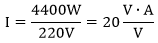 I = 4400W / 220V = 20 V · A / V